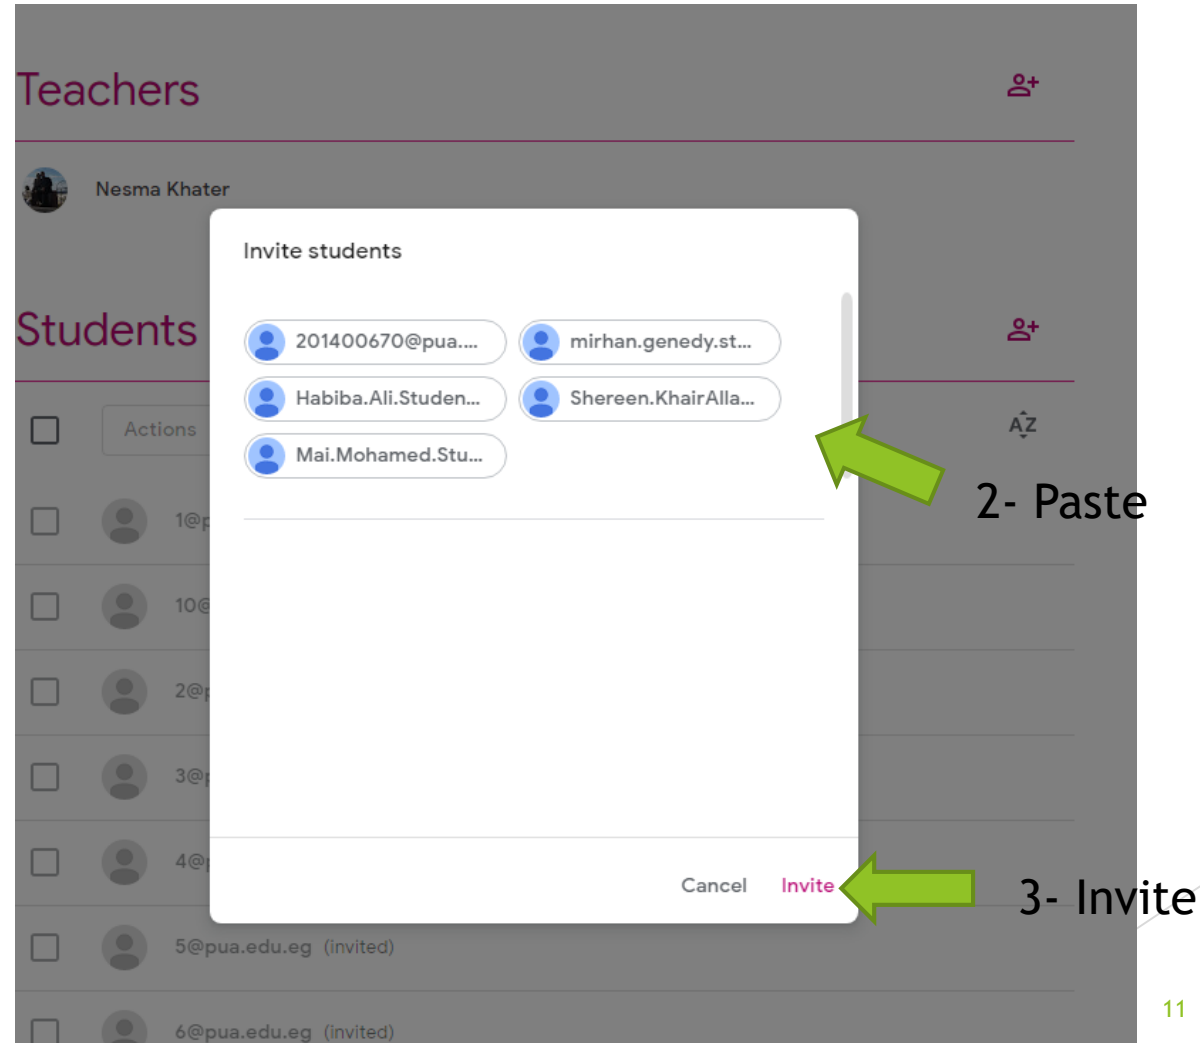 Teachers
Nesma Khater
Invite students
Students
201400670@pua....
mirhan.genedy.st...
Habiba.Ali.Studen...
Shereen.KhairAlla...
Actions
AZ
Mai.Mohamed.Stu...
2- Paste
1@p
10@
2@p
3@p
4@p
Cancel Invite
3- Invite
5@pua.edu.eg (invited)
11
6@pua.edu.eg (invited)